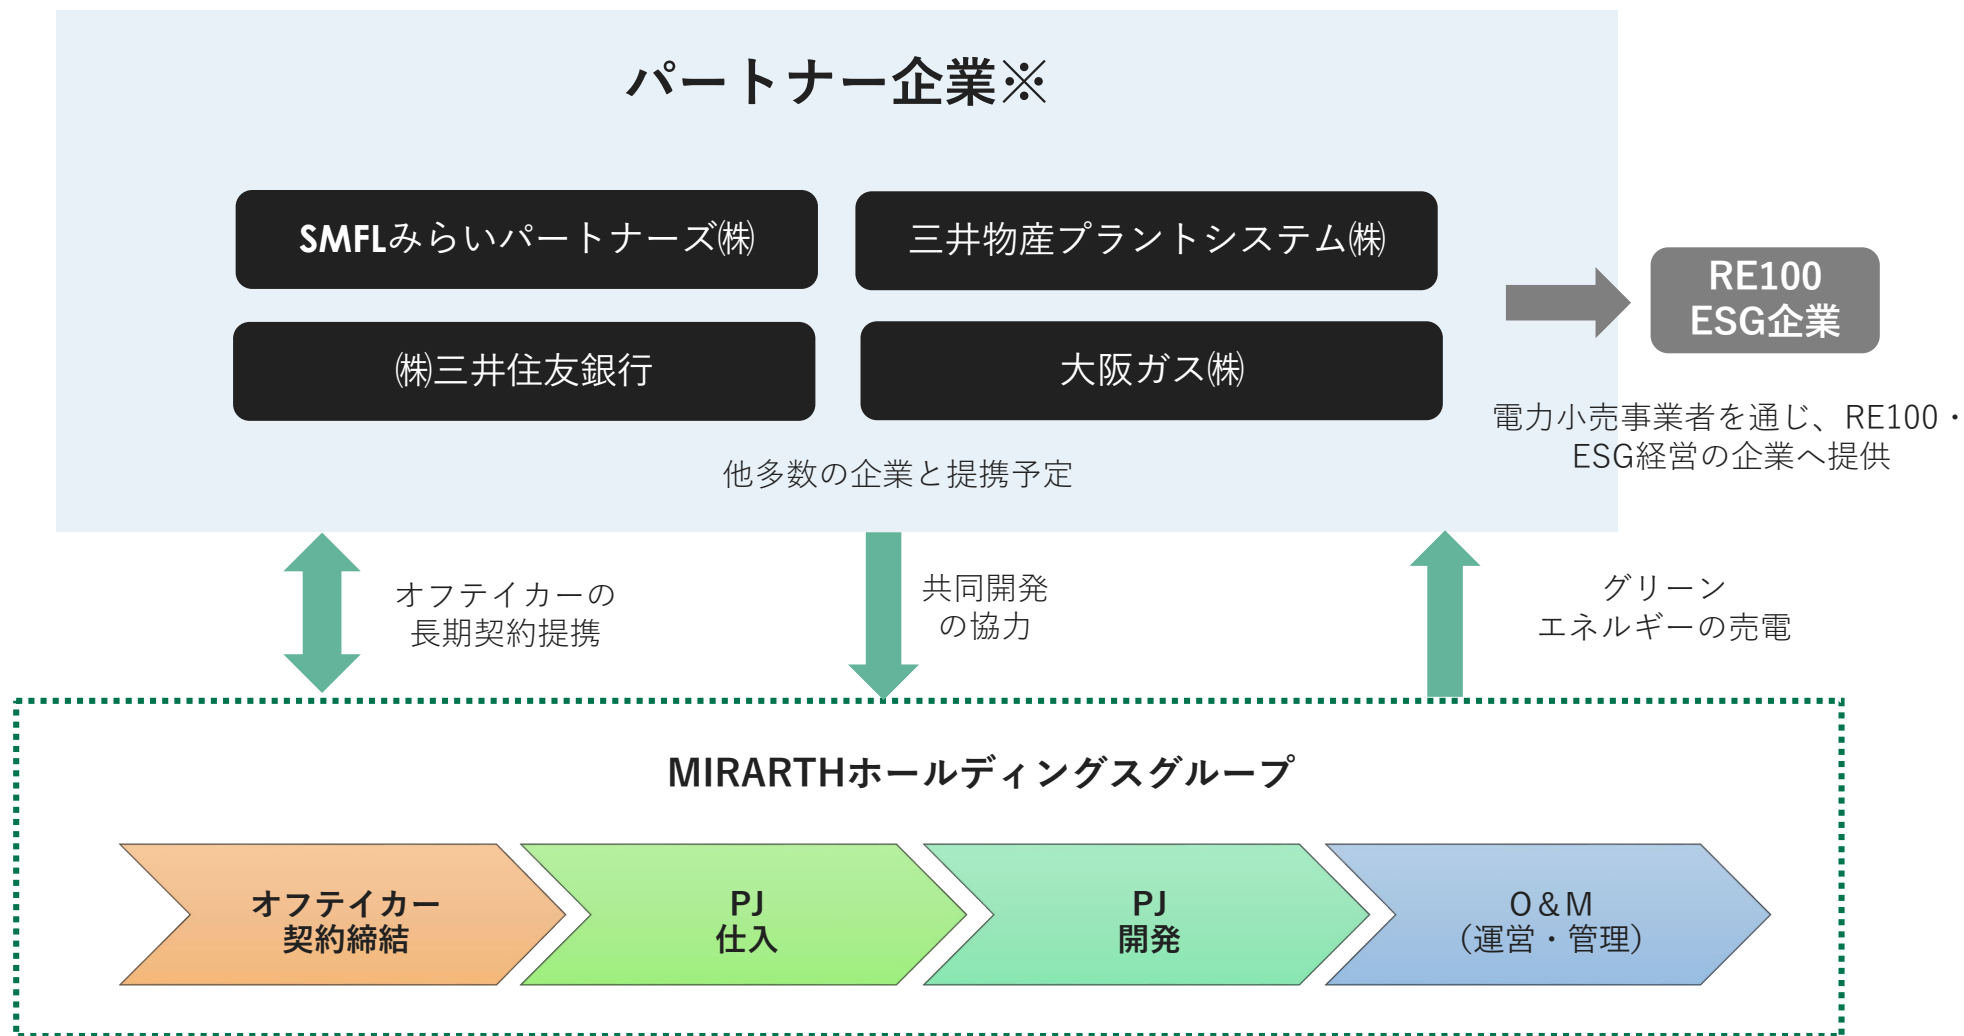 パートナー企業※
SMFLみらいパートナーズ㈱
三井物産プラントシステム㈱
㈱三井住友銀行
大阪ガス㈱
他多数の企業と提携予定
RE100
ESG企業
電力小売事業者を通じ、RE100・
ESG経営の企業へ提供
オフテイカーの
長期契約提携
共同開発
の協力
グリーン
エネルギーの売電
MIRARTHホールディングスグループ
オフテイカー
契約締結
PJ
仕入
PJ
開発
O＆M
（運営・管理）